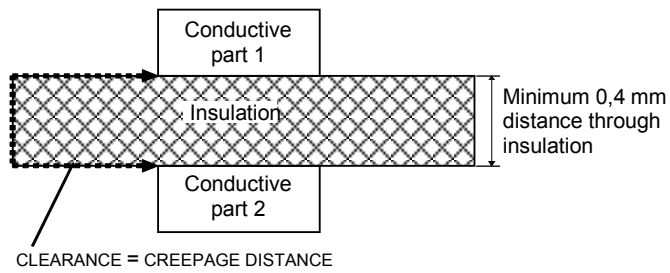 Conductive
part 1
Insulation
Minimum 0,4 mm
distance through
insulation
Conductive
part 2
CLEARANCE = CREEPAGE DISTANCE